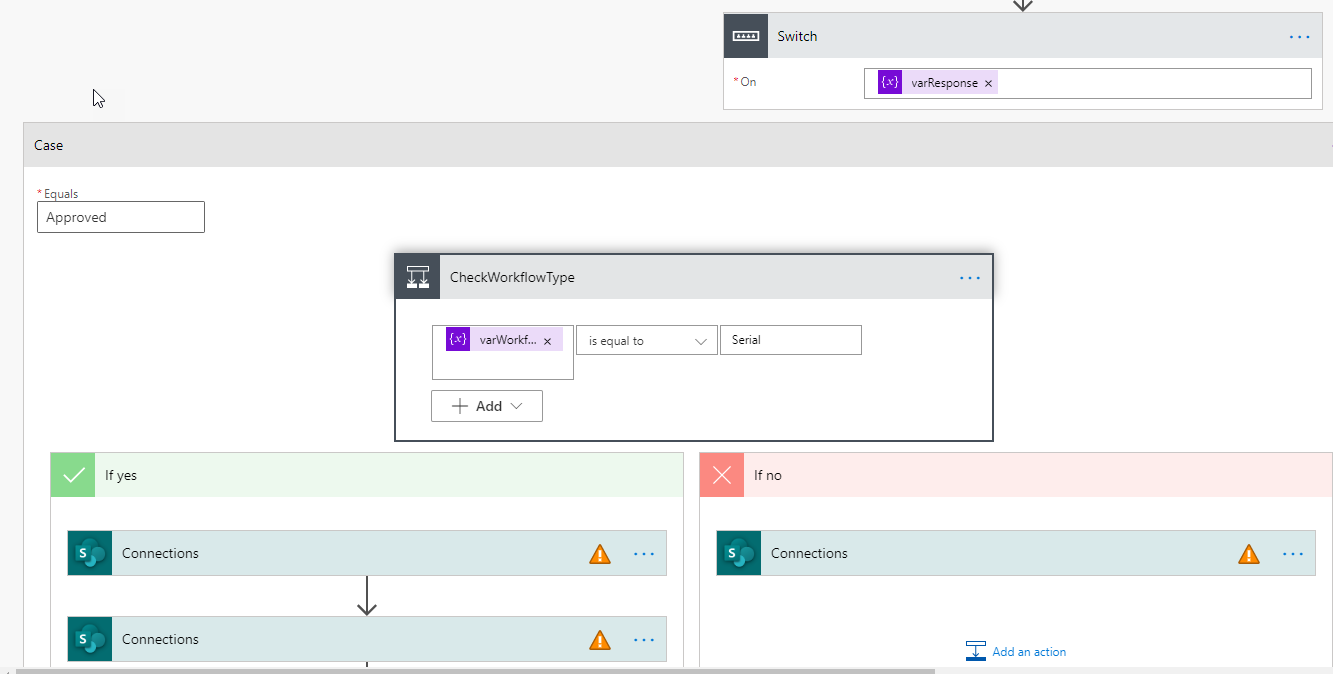 Switch
* On
{x} varResponse ×
Case
* Equals
Approved
CheckWorkflowType
{x} varWorkf... ×
is equal to
Serial
Add
If yes
If no
S Connections
S Connections
S Connections
Add an action